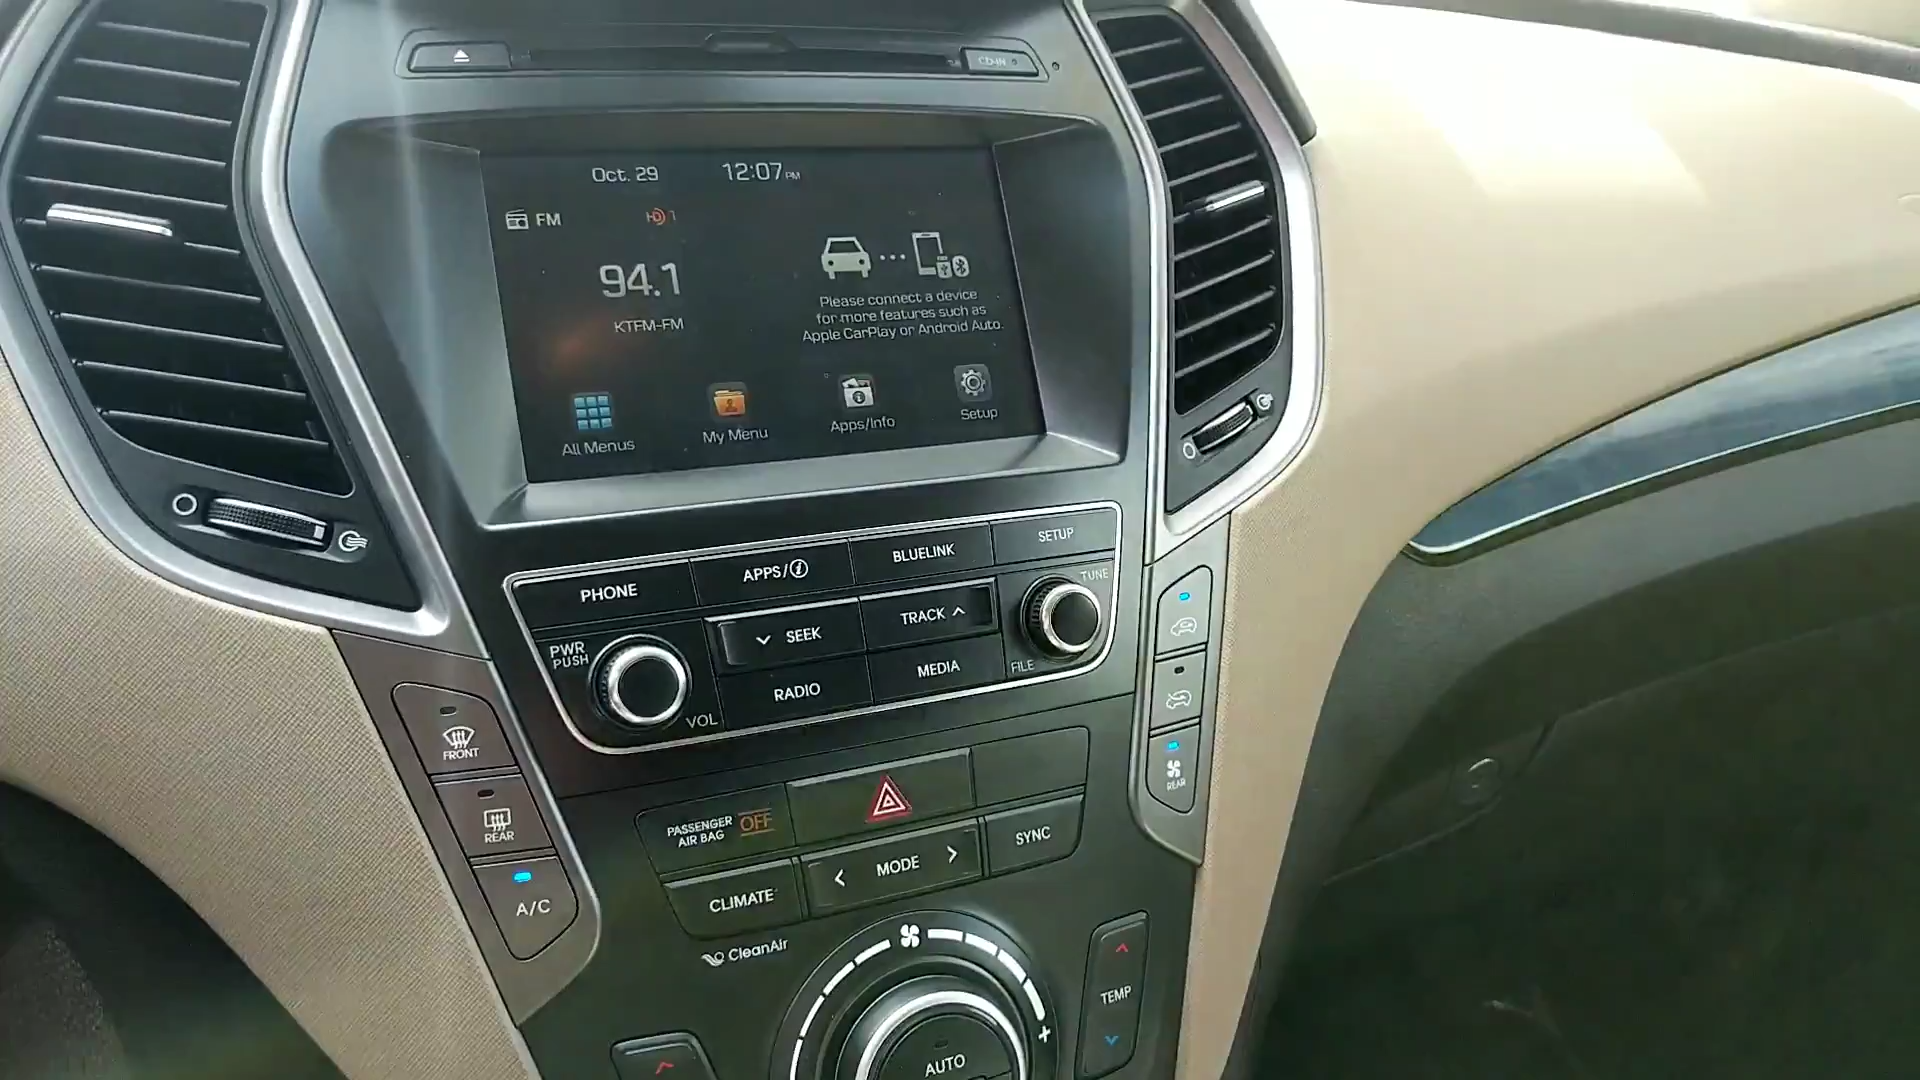 CD-IN
Oct. 29
12:07 PM
FM
HD 1
94.1
KTFM-FM
Please connect a device
for more features such as
Apple CarPlay or Android Auto.
All Menus
My Menu
Apps/Info
Setup
PHONE
APPS/i
BLUELINK
SETUP
PWR
PUSH
VOL
SEEK
TRACK
TUNE
FILE
RADIO
MEDIA
FRONT
REAR
A/C
REAR
PASSENGER
AIR BAG
OFF
CLIMATE
< MODE >
SYNC
CleanAir
TEMP
AUTO